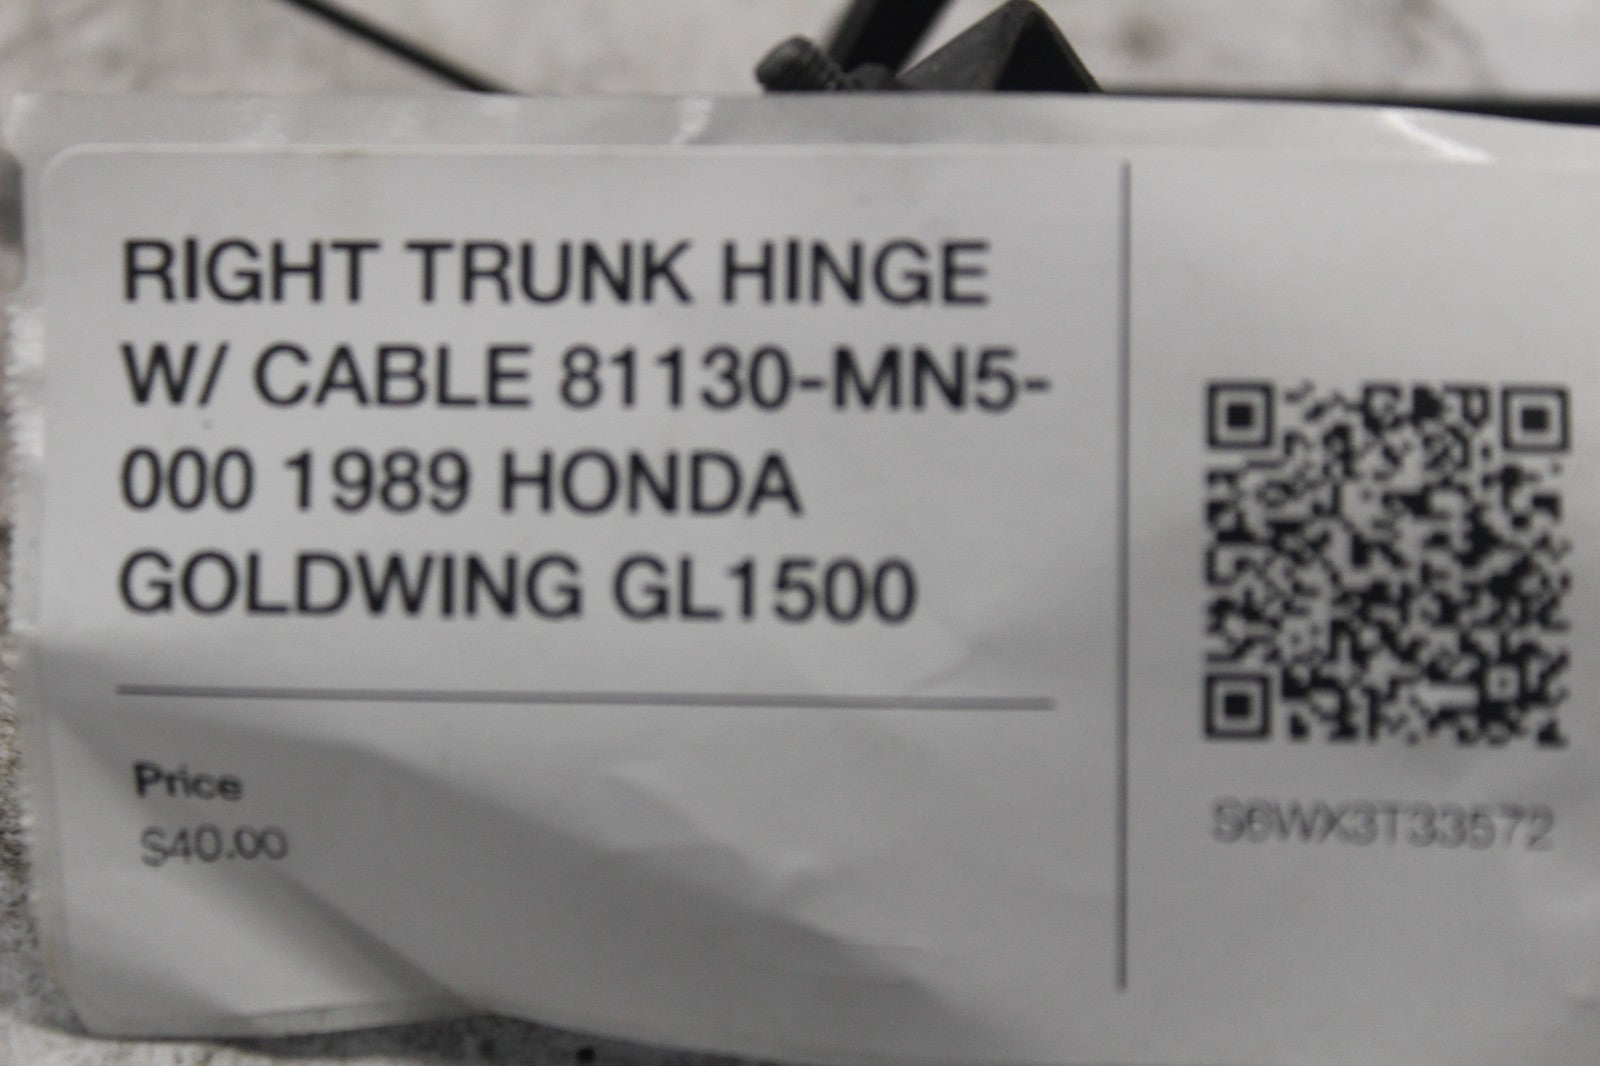 RIGHT TRUNK HINGE
W/ CABLE 81130-MN5-
000 1989 HONDA
GOLDWING GL1500
Price
$40.00
S6WX3T33572